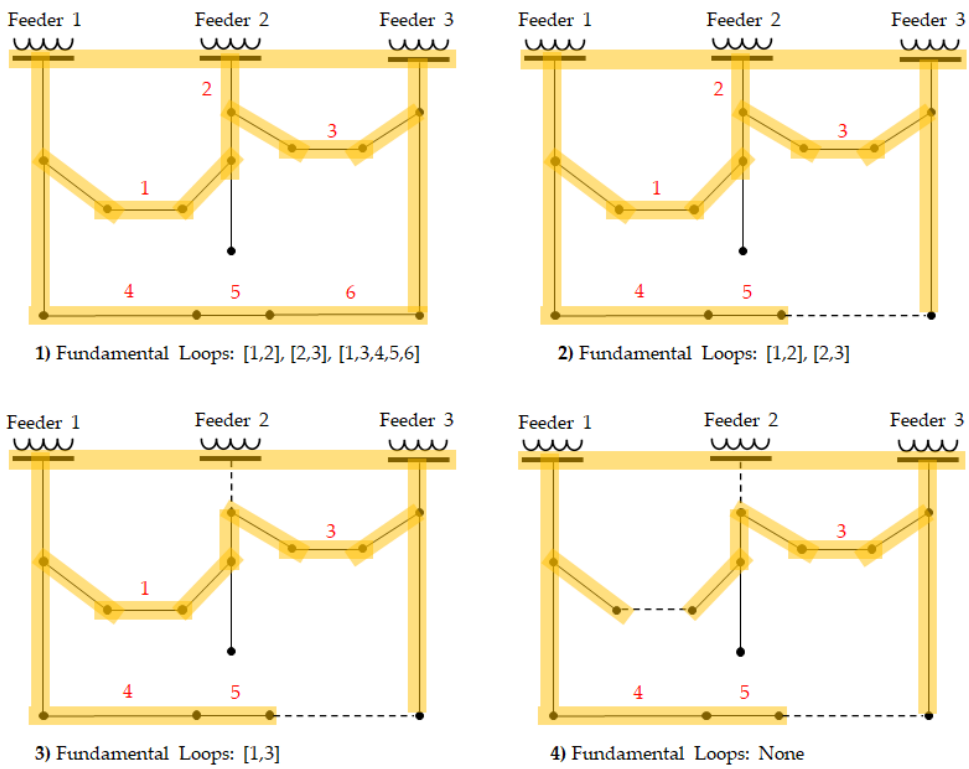 Feeder 1 Feeder 2 Feeder 3
2
3
1
4 5 6
1) Fundamental Loops: [1,2], [2,3], [1,3,4,5,6]
Feeder 1 Feeder 2 Feeder 3
2
3
1
4 5
2) Fundamental Loops: [1,2], [2,3]
Feeder 1 Feeder 2 Feeder 3
3
1
4 5
3) Fundamental Loops: [1,3]
Feeder 1 Feeder 2 Feeder 3
3
4 5
4) Fundamental Loops: None